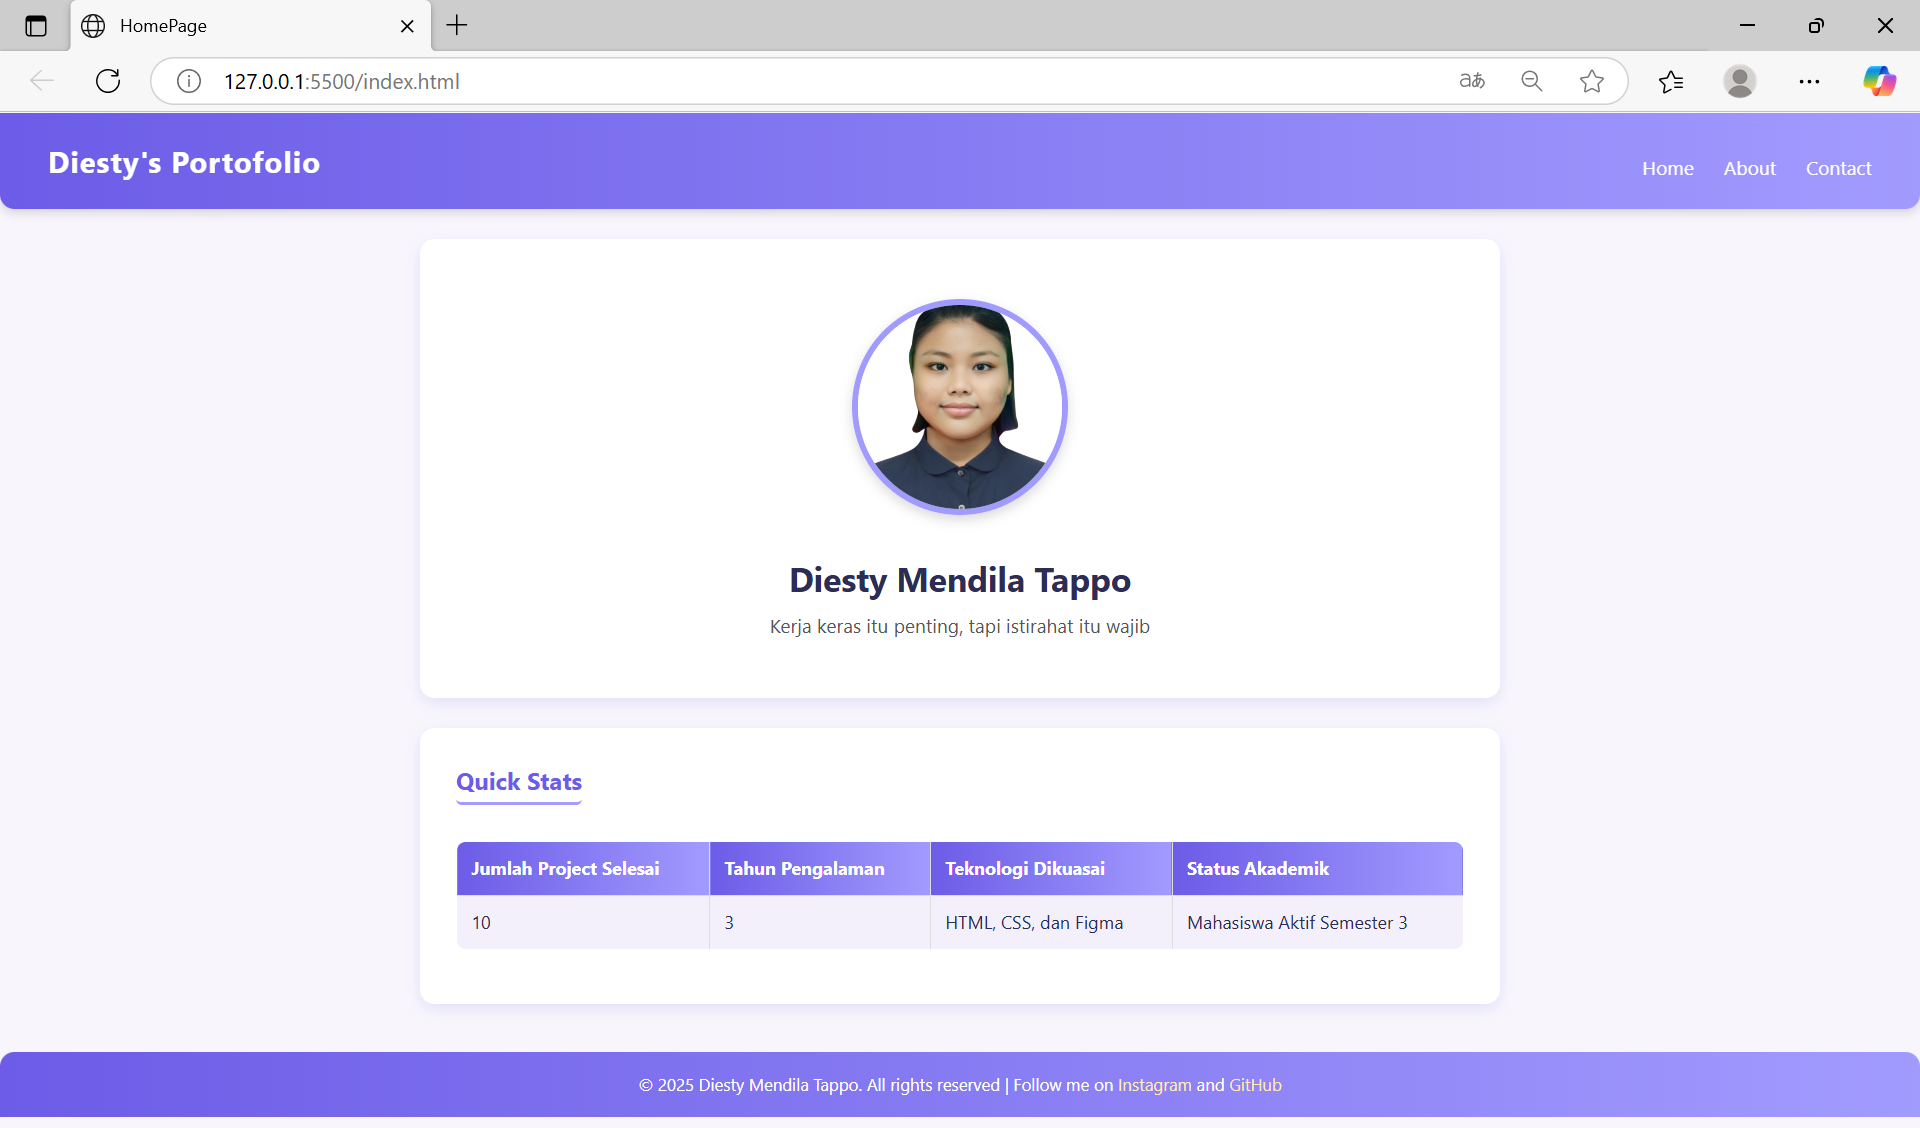 HomePage
127.0.0.1:5500/index.html
aあ
Diesty's Portofolio
Home About Contact
Diesty Mendila Tappo
Kerja keras itu penting, tapi istirahat itu wajib
Quick Stats
Jumlah Project Selesai Tahun Pengalaman Teknologi Dikuasai Status Akademik
10 3 HTML, CSS, dan Figma Mahasiswa Aktif Semester 3
© 2025 Diesty Mendila Tappo. All rights reserved | Follow me on Instagram and GitHub